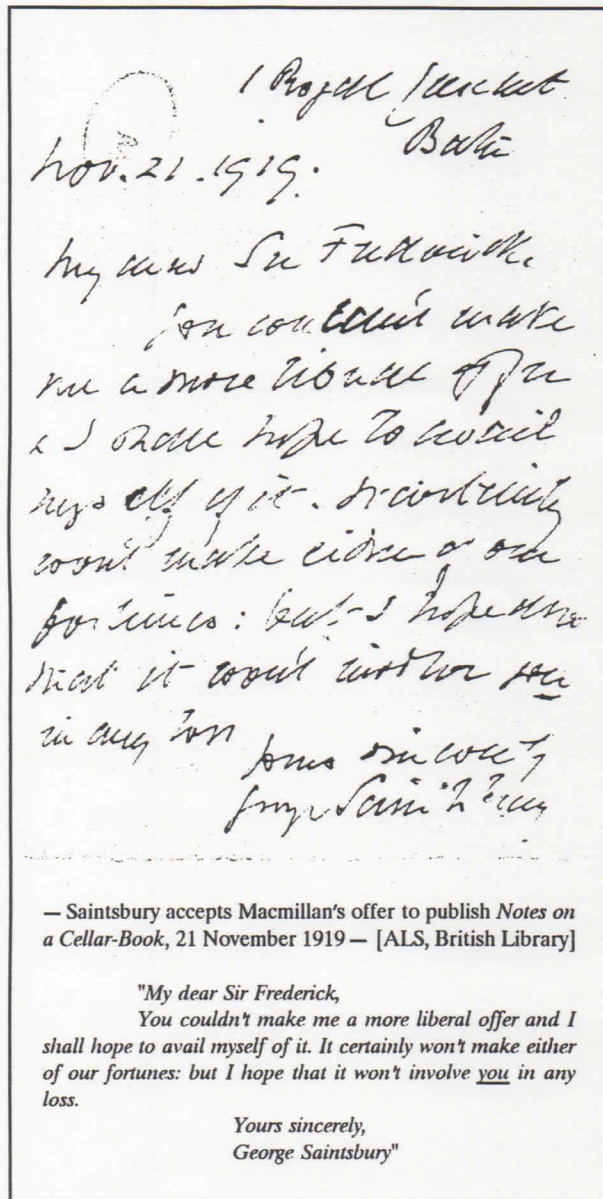 1 Royal Crescent
Bath
Nov. 21. 1919.
My dear Sir Frederick,
You couldn't make
me a more liberal offer
& I shall hope to avail
myself of it. It certainly
won't make either of our
fortunes: but I hope
that it won't involve you
in any loss
Yours sincerely
George Saintsbury
— Saintsbury accepts Macmillan's offer to publish Notes on
a Cellar-Book, 21 November 1919 — [ALS, British Library]
"My dear Sir Frederick,
You couldn't make me a more liberal offer and I
shall hope to avail myself of it. It certainly won't make either
of our fortunes: but I hope that it won't involve you in any
loss.
Yours sincerely,
George Saintsbury"